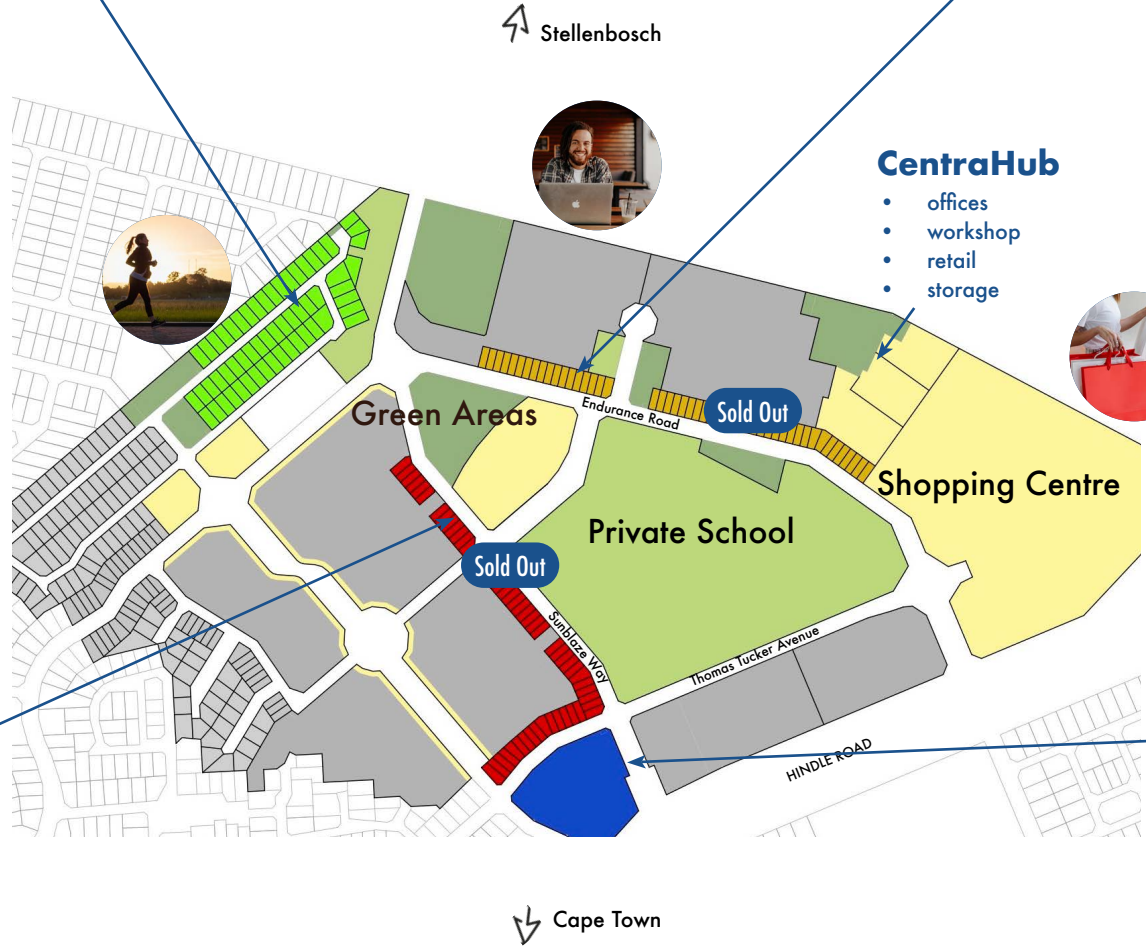 Stellenbosch
CentraHub
• offices
• workshop
• retail
• storage
Sold Out
Endurance Road
Green Areas
Shopping Centre
Private School
Sold Out
Sunblaze Way
Thomas Tucker Avenue
HINDLE ROAD
Cape Town